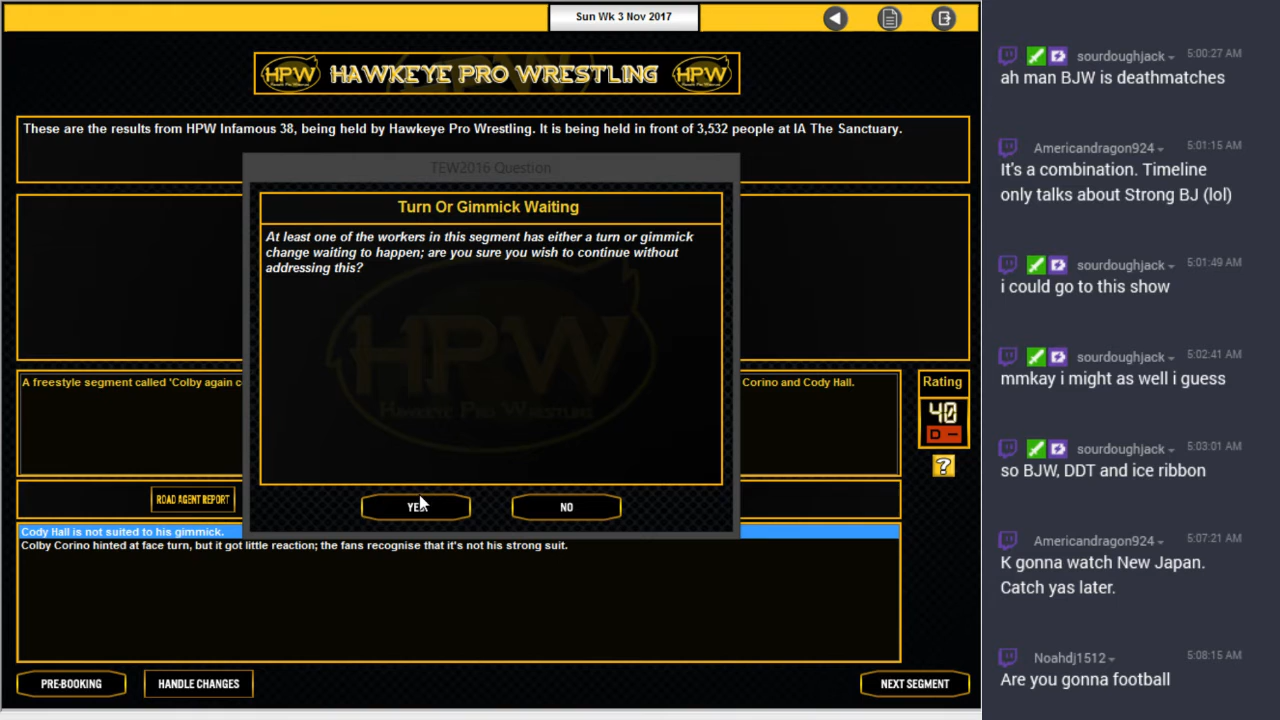 Sun Wk 3 Nov 2017
HPW HAWKEYE PRO WRESTLING HPW
These are the results from HPW Infamous 38, being held by Hawkeye Pro Wrestling. It is being held in front of 3,532 people at IA The Sanctuary.
TEW2016 Question
Turn Or Gimmick Waiting
At least one of the workers in this segment has either a turn or gimmick
change waiting to happen; are you sure you wish to continue without
addressing this?
HPW
HAWKEYE PRO WRESTLING
YES
NO
A freestyle segment called 'Colby again c
Corino and Cody Hall.
Rating
40
D -
?
ROAD AGENT REPORT
Cody Hall is not suited to his gimmick.
Colby Corino hinted at face turn, but it got little reaction; the fans recognise that it's not his strong suit.
PRE-BOOKING
HANDLE CHANGES
NEXT SEGMENT
sourdoughjack 5:00:27 AM
ah man BJW is deathmatches
Americandragon924 5:01:15 AM
It's a combination. Timeline
only talks about Strong BJ (lol)
sourdoughjack 5:01:49 AM
i could go to this show
sourdoughjack 5:02:41 AM
mmkay i might as well i guess
sourdoughjack 5:03:01 AM
so BJW, DDT and ice ribbon
Americandragon924 5:07:21 AM
K gonna watch New Japan.
Catch yas later.
Noahdj1512 5:08:15 AM
Are you gonna football